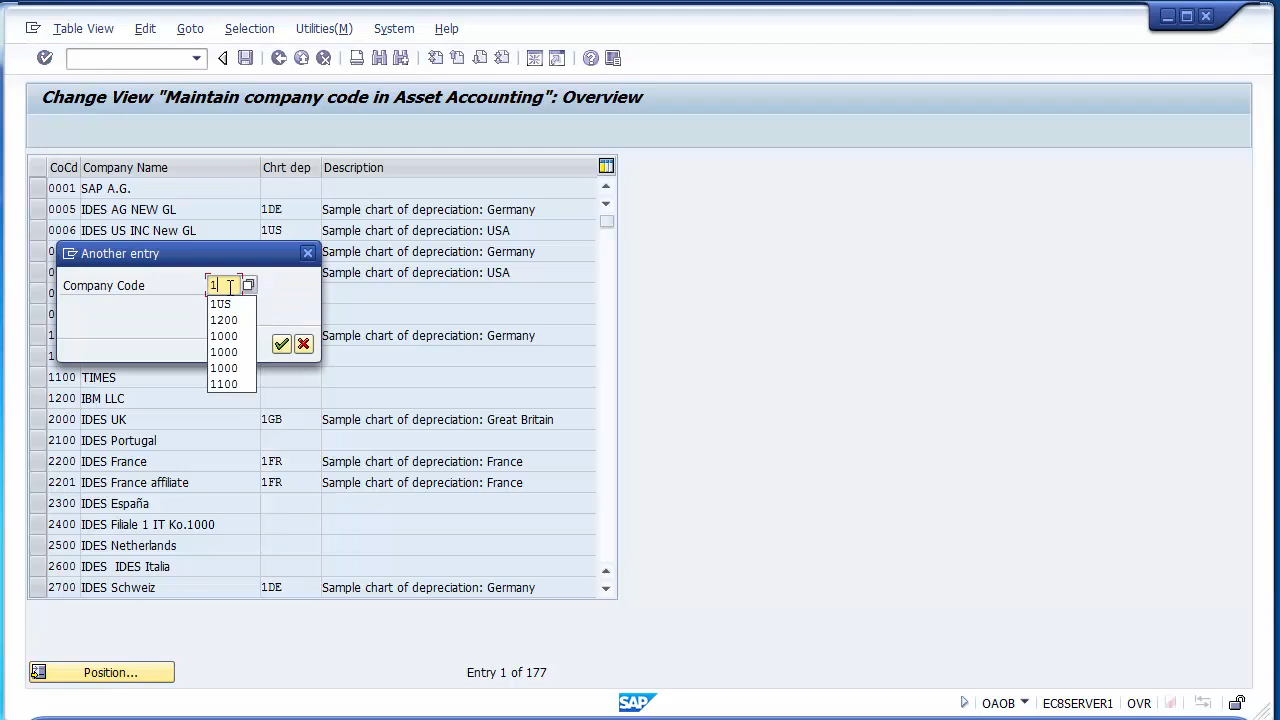 Table View Edit Goto Selection Utilities(M) System Help
Change View "Maintain company code in Asset Accounting": Overview
CoCd Company Name Chrt dep Description
0001 SAP A.G.
0005 IDES AG NEW GL 1DE Sample chart of depreciation: Germany
0006 IDES US INC New GL 1US Sample chart of depreciation: USA
Another entry
Sample chart of depreciation: Germany
Sample chart of depreciation: USA
Company Code 1
1US
1200
1000
Sample chart of depreciation: Germany
1000
1000
1100
1100 TIMES
1200 IBM LLC
2000 IDES UK 1GB Sample chart of depreciation: Great Britain
2100 IDES Portugal
2200 IDES France 1FR Sample chart of depreciation: France
2201 IDES France affiliate 1FR Sample chart of depreciation: France
2300 IDES España
2400 IDES Filiale 1 IT Ko.1000
2500 IDES Netherlands
2600 IDES IDES Italia
2700 IDES Schweiz 1DE Sample chart of depreciation: Germany
Position... Entry 1 of 177
SAP OAOB EC8SERVER1 OVR